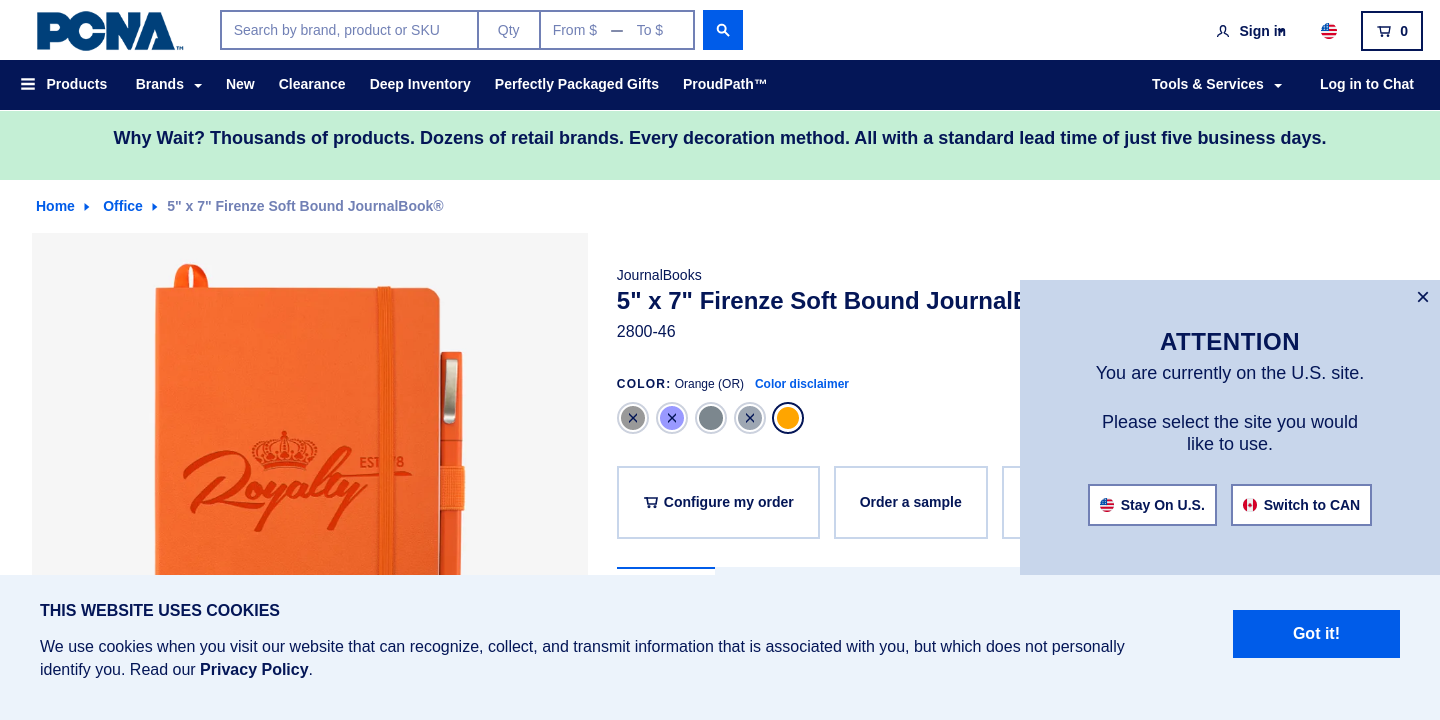 PCNA™
Search by brand, product or SKU
Qty
From $ — To $
Sign in
0
Products
Brands
New
Clearance
Deep Inventory
Perfectly Packaged Gifts
ProudPath™
Tools & Services
Log in to Chat
Why Wait? Thousands of products. Dozens of retail brands. Every decoration method. All with a standard lead time of just five business days.
Home
Office
5" x 7" Firenze Soft Bound JournalBook®
Royalty
JournalBooks
5" x 7" Firenze Soft Bound
2800-46
COLOR: Orange (OR) Color disclaimer
Configure my order
Order a sample
ATTENTION
You are currently on the U.S. site.
Please select the site you would
like to use.
Stay On U.S.
Switch to CAN
THIS WEBSITE USES COOKIES
We use cookies when you visit our website that can recognize, collect, and transmit information that is associated with you, but which does not personally
identify you. Read our Privacy Policy.
Got it!